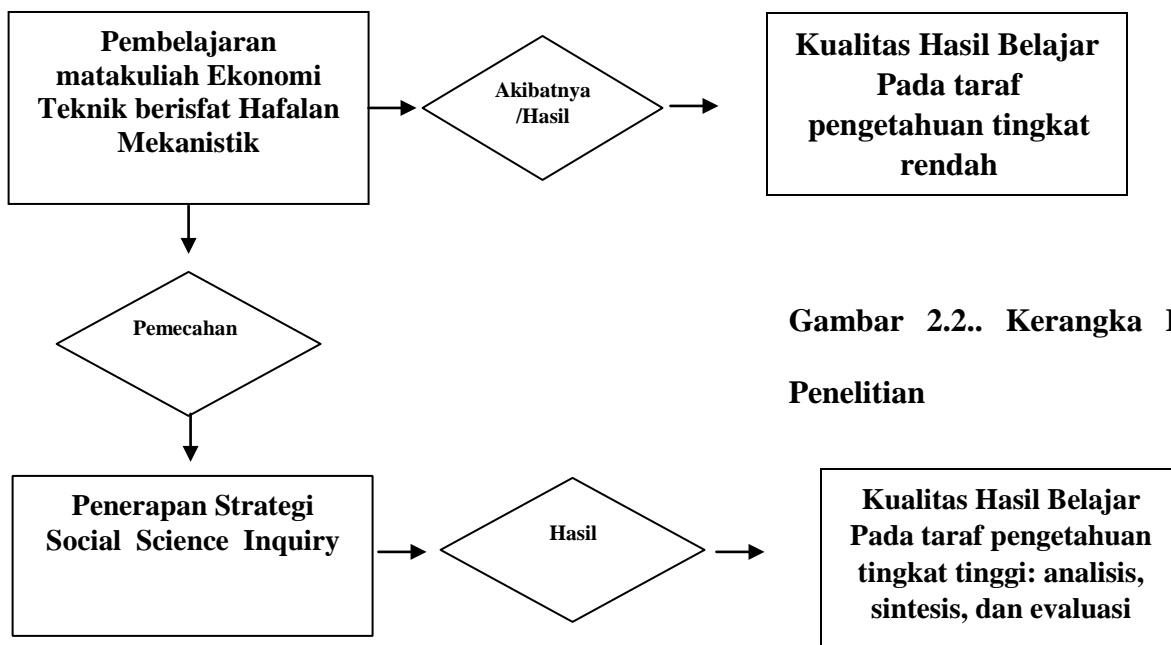 Pembelajaran
matakuliah Ekonomi
Teknik berisfat Hafalan
Mekanistik
Akibatnya
/Hasil
Kualitas Hasil Belajar
Pada taraf
pengetahuan tingkat
rendah
Pemecahan
Gambar 2.2.. Kerangka
Penelitian
Penerapan Strategi
Social Science Inquiry
Hasil
Kualitas Hasil Belajar
Pada taraf pengetahuan
tingkat tinggi: analisis,
sintesis, dan evaluasi